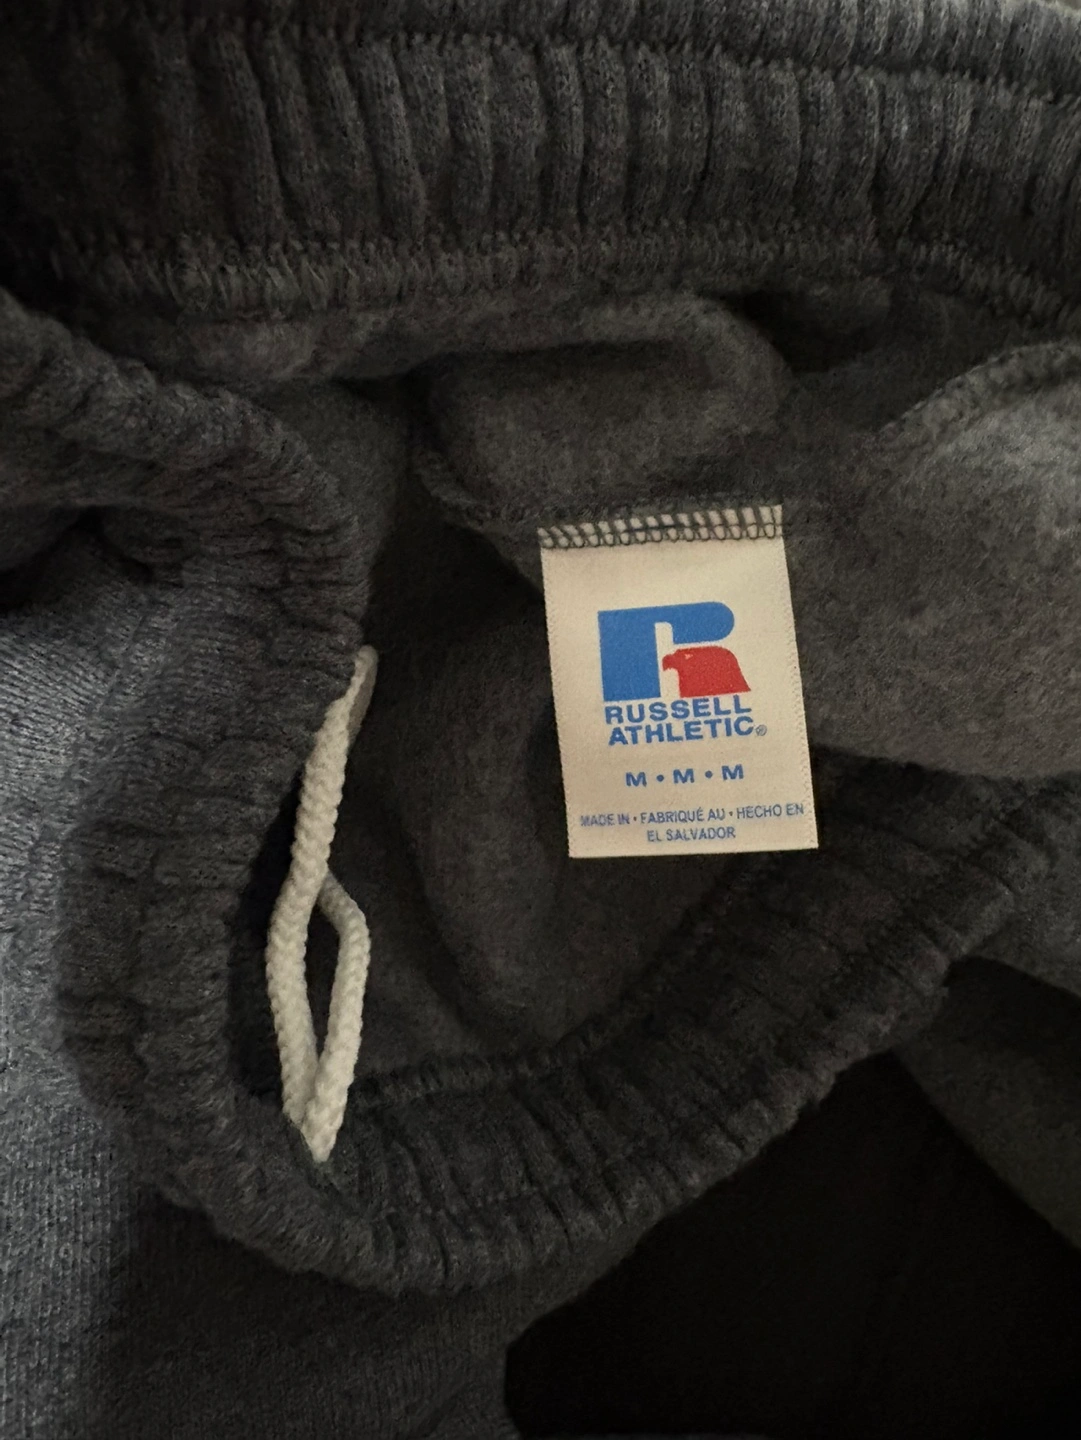 RUSSELL
ATHLETIC®
M • M • M
MADE IN • FABRIQUÉ AU • HECHO EN
EL SALVADOR